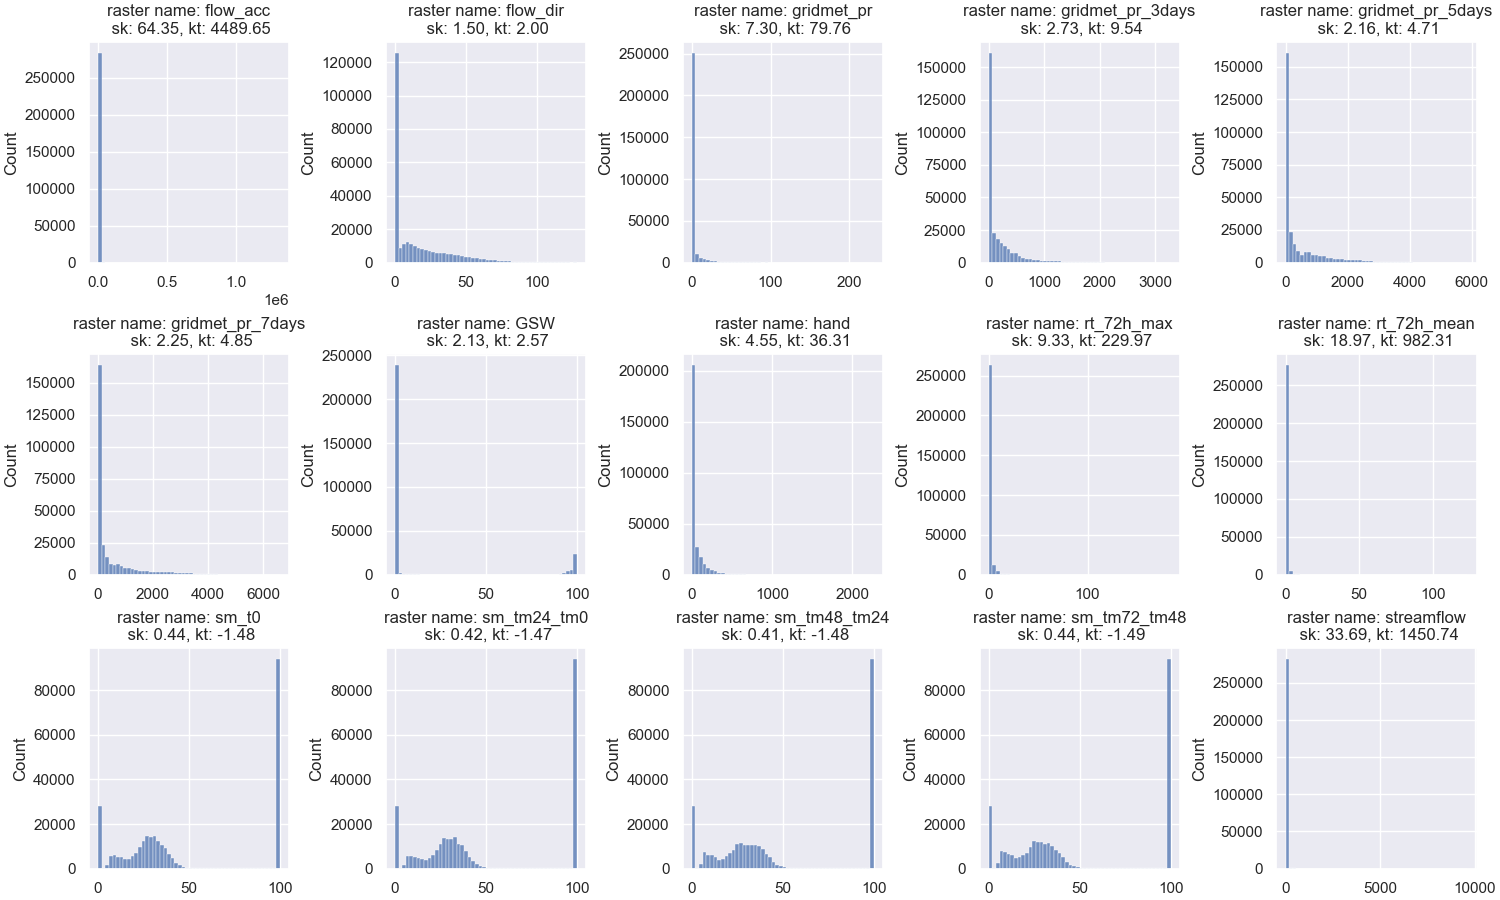 raster name: flow_acc
sk: 64.35, kt: 4489.65
Count
250000
200000
150000
100000
50000
0
0.0
0.5
1.0
1e6
raster name: flow_dir
sk: 1.50, kt: 2.00
Count
120000
100000
80000
60000
40000
20000
0
0
50
100
raster name: gridmet_pr
sk: 7.30, kt: 79.76
Count
250000
200000
150000
100000
50000
0
0
100
200
raster name: gridmet_pr_3days
sk: 2.73, kt: 9.54
Count
150000
125000
100000
75000
50000
25000
0
0
1000
2000
3000
raster name: gridmet_pr_5days
sk: 2.16, kt: 4.71
Count
150000
125000
100000
75000
50000
25000
0
0
2000
4000
6000
raster name: gridmet_pr_7days
sk: 2.25, kt: 4.85
Count
150000
125000
100000
75000
50000
25000
0
0
2000
4000
6000
raster name: GSW
sk: 2.13, kt: 2.57
Count
250000
200000
150000
100000
50000
0
0
50
100
raster name: hand
sk: 4.55, kt: 36.31
Count
200000
150000
100000
50000
0
0
1000
2000
raster name: rt_72h_max
sk: 9.33, kt: 229.97
Count
250000
200000
150000
100000
50000
0
0
100
raster name: rt_72h_mean
sk: 18.97, kt: 982.31
Count
250000
200000
150000
100000
50000
0
0
50
100
raster name: sm_t0
sk: 0.44, kt: -1.48
Count
80000
60000
40000
20000
0
0
50
100
raster name: sm_tm24_tm0
sk: 0.42, kt: -1.47
Count
80000
60000
40000
20000
0
0
50
100
raster name: sm_tm48_tm24
sk: 0.41, kt: -1.48
Count
80000
60000
40000
20000
0
0
50
100
raster name: sm_tm72_tm48
sk: 0.44, kt: -1.49
Count
80000
60000
40000
20000
0
0
50
100
raster name: streamflow
sk: 33.69, kt: 1450.74
Count
250000
200000
150000
100000
50000
0
0
5000
10000